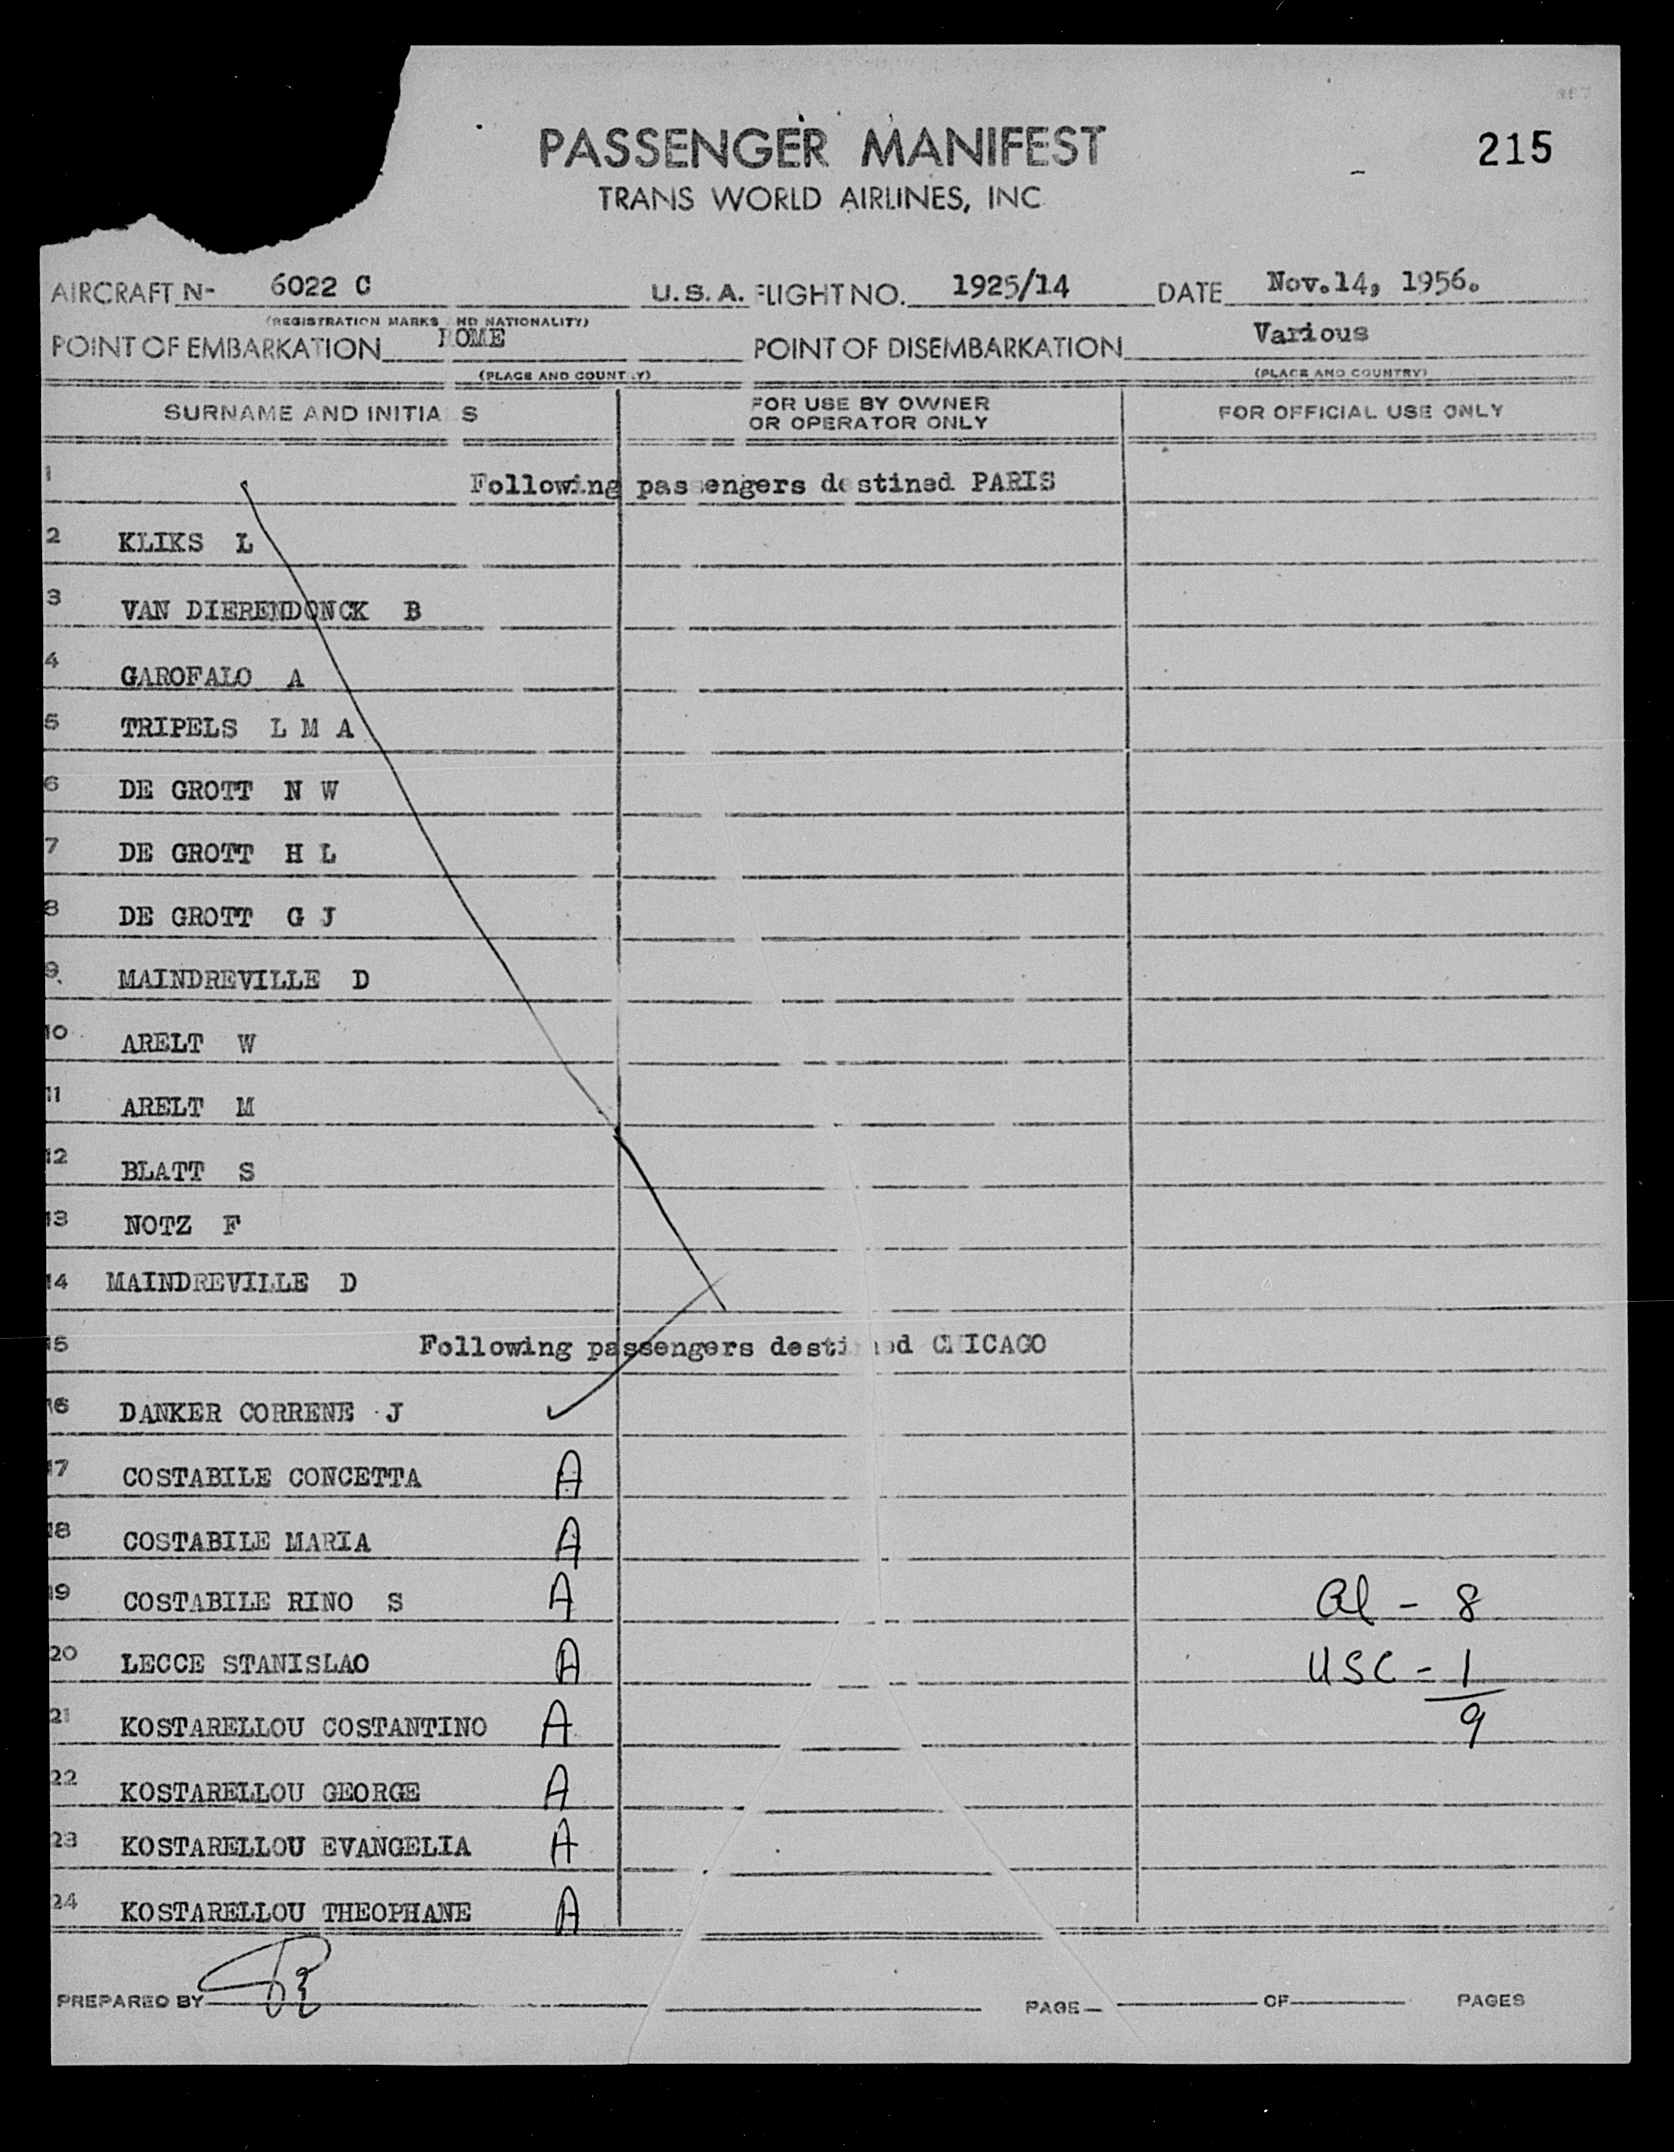 PASSENGER MANIFEST
215
TRANS WORLD AIRLINES, INC
AIRCRAFT N- 6022 C U.S.A. FLIGHT NO. 1925/14 DATE Nov.14, 1956.
(REGISTRATION MARKS ND NATIONALITY)
POINT OF EMBARKATION ROME POINT OF DISEMBARKATION Various
(PLACE AND COUNT Y) (PLACE AND COUNTRY)
SURNAME AND INITIA S FOR USE BY OWNER OR OPERATOR ONLY FOR OFFICIAL USE ONLY
1 Following passengers destined PARIS
2 KLIKS L
3 VAN DIERENDONCK B
4 GAROFALO A
5 TRIPELS L M A
6 DE GROTT N W
7 DE GROTT H L
8 DE GROTT G J
9. MAINDREVILLE D
10 ARELT W
11 ARELT M
12 BLATT S
13 NOTZ F
14 MAINDREVILLE D
15 Following passengers destined CHICAGO
16 DANKER CORRENE J
17 COSTABILE CONCETTA A
18 COSTABILE MARIA A
19 COSTABILE RINO S A al - 8
20 LECCE STANISLAO A USC - 1
21 KOSTARELLOU COSTANTINO A 9
22 KOSTARELLOU GEORGE A
23 KOSTARELLOU EVANGELIA A
24 KOSTARELLOU THEOPHANE A
PREPARED BY PAGE OF PAGES